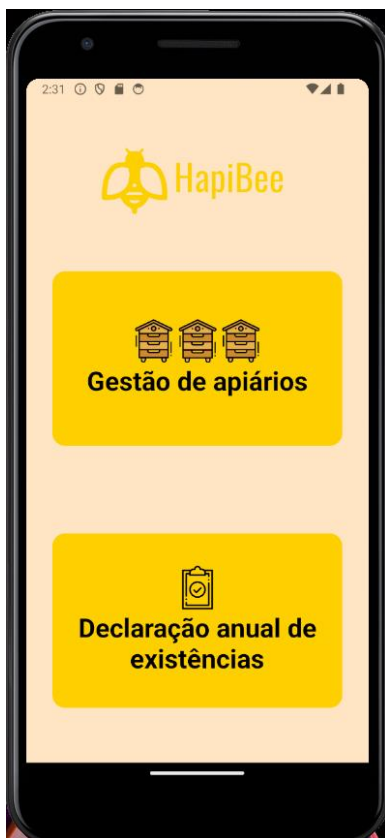 2:31
HapiBee
Gestão de apiários
Declaração anual de
existências